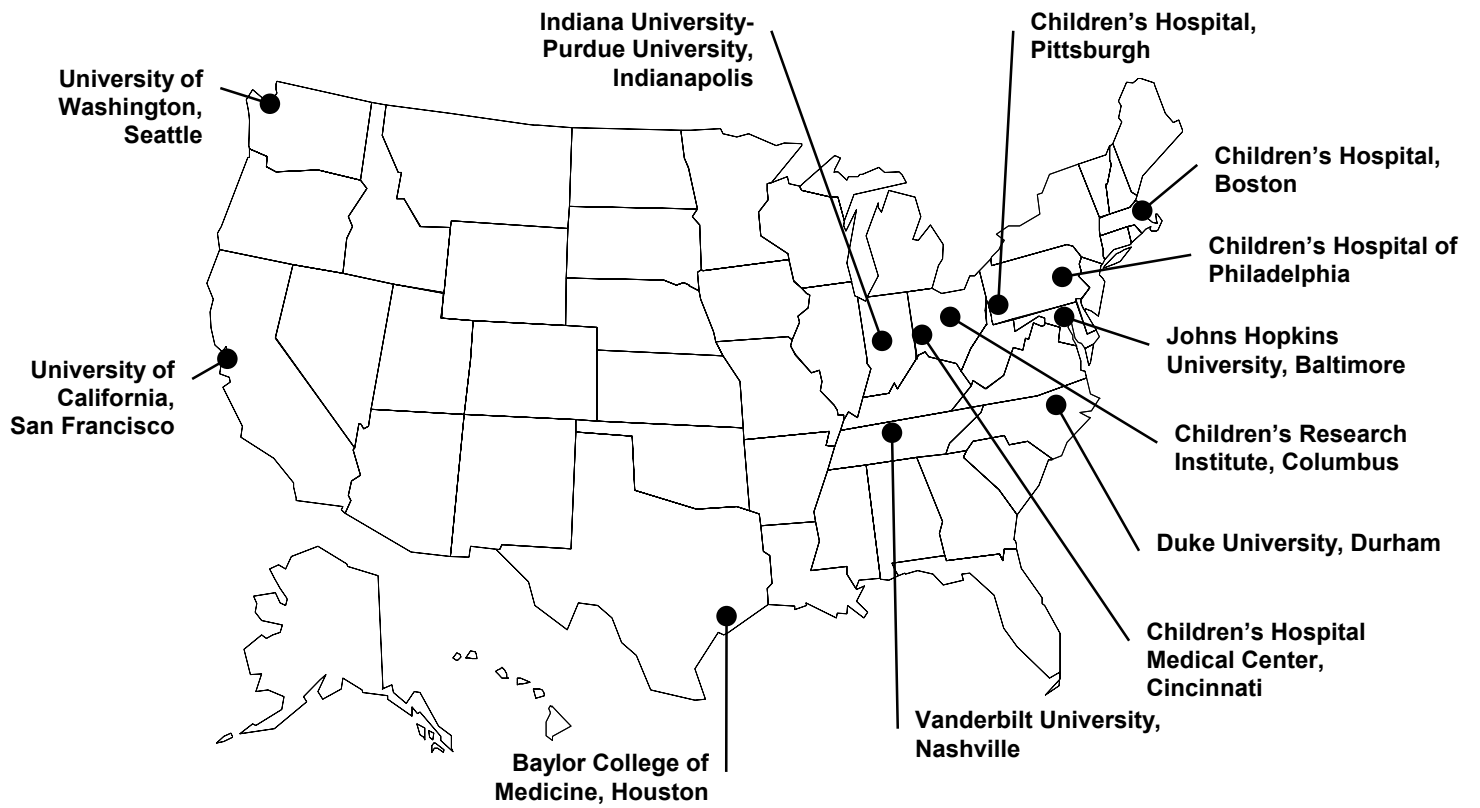 Indiana University-
Purdue University,
Indianapolis
Children’s Hospital,
Pittsburgh
University of
Washington,
Seattle
Children’s Hospital,
Boston
Children’s Hospital of
Philadelphia
Johns Hopkins
University, Baltimore
University of
California,
San Francisco
Children’s Research
Institute, Columbus
Duke University, Durham
Children’s Hospital
Medical Center,
Cincinnati
Vanderbilt University,
Nashville
Baylor College of
Medicine, Houston